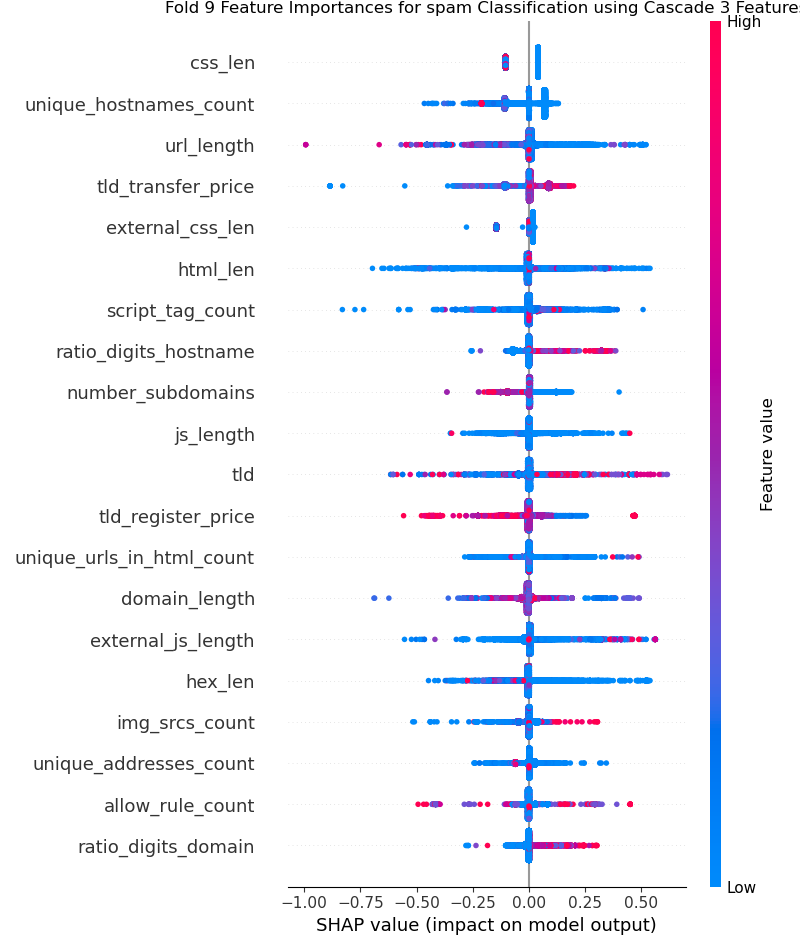 Fold 9 Feature Importances for spam Classification using Cascade 3 Features
High
css_len
unique_hostnames_count
url_length
tld_transfer_price
external_css_len
html_len
script_tag_count
ratio_digits_hostname
number_subdomains
js_length
tld
tld_register_price
unique_urls_in_html_count
domain_length
external_js_length
hex_len
img_srcs_count
unique_addresses_count
allow_rule_count
ratio_digits_domain
Feature value
Low
−1.00 −0.75 −0.50 −0.25 0.00 0.25 0.50
SHAP value (impact on model output)